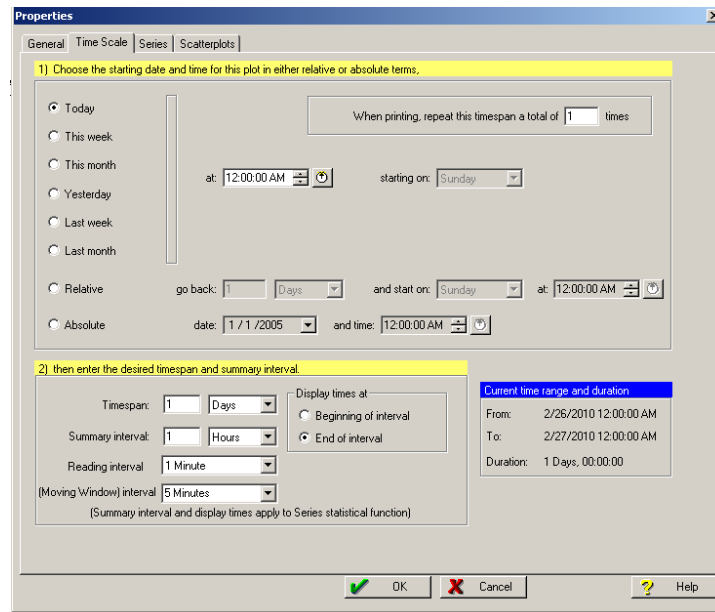 Properties
General Time Scale Series Scatterplots
1) Choose the starting date and time for this plot in either relative or absolute terms,
Today
When printing, repeat this timespan a total of 1 times
This week
This month
at: 12:00:00 AM starting on: Sunday
Yesterday
Last week
Last month
Relative go back: 1 Days and start on: Sunday at: 12:00:00 AM
Absolute date: 1 / 1 /2005 and time: 12:00:00 AM
2) then enter the desired timespan and summary interval.
Timespan: 1 Days
Display times at
Beginning of interval
Summary interval: 1 Hours
End of interval
Reading interval 1 Minute
(Moving Window) interval 5 Minutes
(Summary interval and display times apply to Series statistical function)
Current time range and duration
From: 2/26/2010 12:00:00 AM
To: 2/27/2010 12:00:00 AM
Duration: 1 Days, 00:00:00
OK Cancel Help